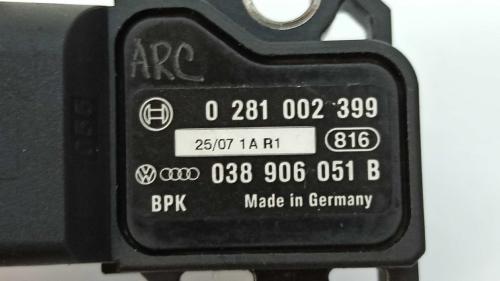 ARC
0 281 002 399
25/07 1A R1 816
038 906 051 B
BPK Made in Germany